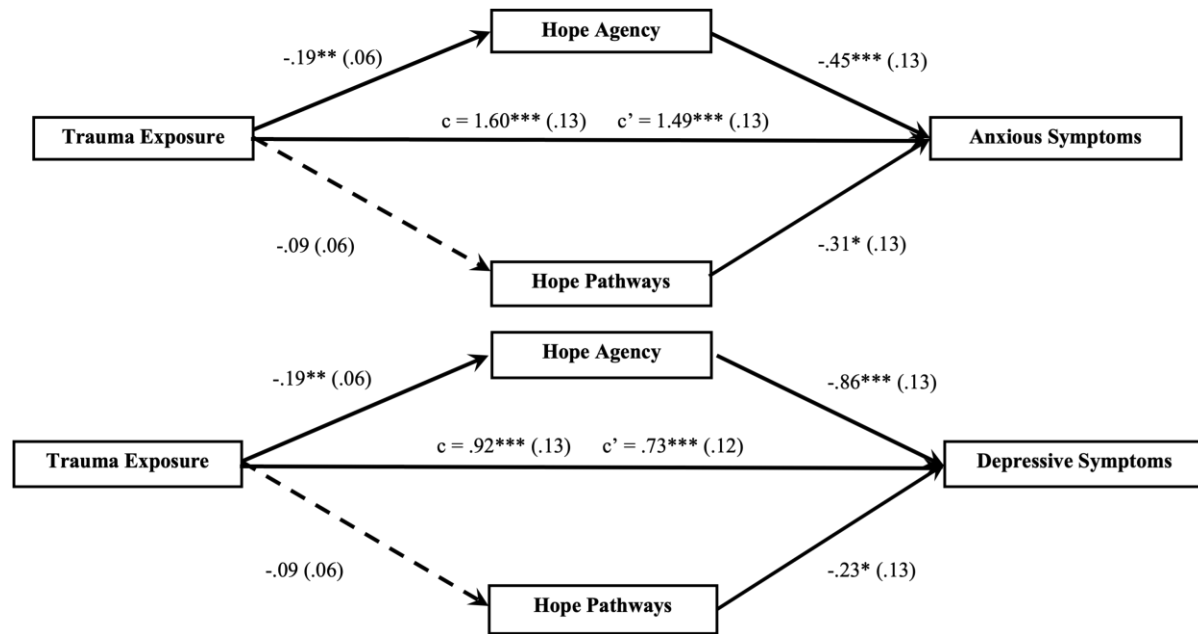 Hope Agency
-.19** (.06)
-.45*** (.13)
c = 1.60*** (.13) c’ = 1.49*** (.13)
Trauma Exposure
Anxious Symptoms
-.09 (.06)
-.31* (.13)
Hope Pathways
Hope Agency
-.19** (.06)
-.86*** (.13)
c = .92*** (.13) c’ = .73*** (.12)
Trauma Exposure
Depressive Symptoms
-.09 (.06)
-.23* (.13)
Hope Pathways